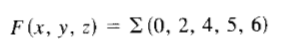 F(x, y, z) = Σ(0, 2, 4, 5, 6)